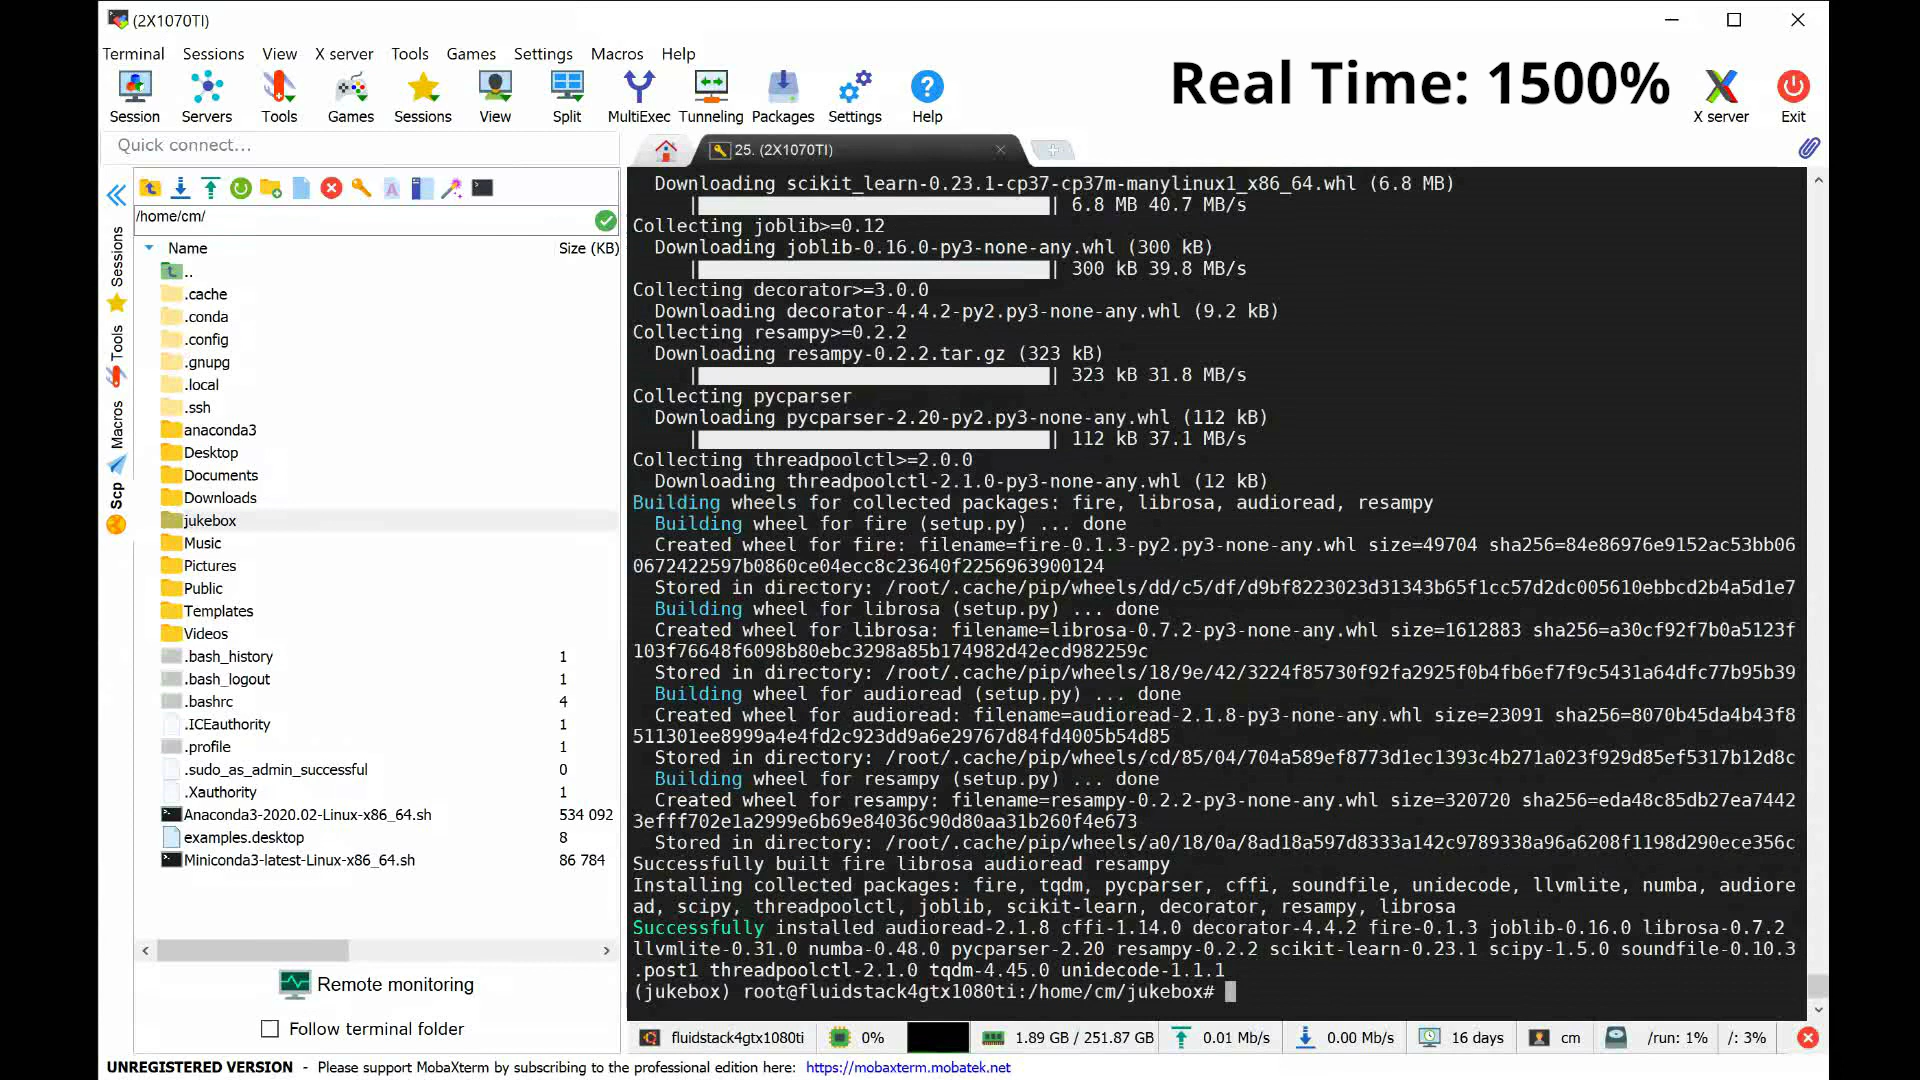 (2X1070TI)
Terminal Sessions View X server Tools Games Settings Macros Help
Real Time: 1500%
Session Servers Tools Games Sessions View Split MultiExec Tunneling Packages Settings Help X server Exit
Quick connect...
25. (2X1070TI)
/home/cm/
Name Size (KB)
..
.cache
.conda
.config
.gnupg
.local
.ssh
anaconda3
Desktop
Documents
Downloads
jukebox
Music
Pictures
Public
Templates
Videos
.bash_history 1
.bash_logout 1
.bashrc 4
.ICEauthority 1
.profile 1
.sudo_as_admin_successful 0
.Xauthority 1
Anaconda3-2020.02-Linux-x86_64.sh 534 092
examples.desktop 8
Miniconda3-latest-Linux-x86_64.sh 86 784
Sessions
Tools
Macros
Scp
Remote monitoring
Follow terminal folder
Downloading scikit_learn-0.23.1-cp37-cp37m-manylinux1_x86_64.whl (6.8 MB)
| | 6.8 MB 40.7 MB/s
Collecting joblib>=0.12
Downloading joblib-0.16.0-py3-none-any.whl (300 kB)
| | 300 kB 39.8 MB/s
Collecting decorator>=3.0.0
Downloading decorator-4.4.2-py2.py3-none-any.whl (9.2 kB)
Collecting resampy>=0.2.2
Downloading resampy-0.2.2.tar.gz (323 kB)
| | 323 kB 31.8 MB/s
Collecting pycparser
Downloading pycparser-2.20-py2.py3-none-any.whl (112 kB)
| | 112 kB 37.1 MB/s
Collecting threadpoolctl>=2.0.0
Downloading threadpoolctl-2.1.0-py3-none-any.whl (12 kB)
Building wheels for collected packages: fire, librosa, audioread, resampy
Building wheel for fire (setup.py) ... done
Created wheel for fire: filename=fire-0.1.3-py2.py3-none-any.whl size=49704 sha256=84e86976e9152ac53bb06
0672422597b0860ce04ecc8c23640f2256963900124
Stored in directory: /root/.cache/pip/wheels/dd/c5/df/d9bf8223023d31343b65f1cc57d2dc005610ebbcd2b4a5d1e7
Building wheel for librosa (setup.py) ... done
Created wheel for librosa: filename=librosa-0.7.2-py3-none-any.whl size=1612883 sha256=a30cf92f7b0a5123f
103f76648f6098b80ebc3298a85b174982d42ecd982259c
Stored in directory: /root/.cache/pip/wheels/18/9e/42/3224f85730f92fa2925f0b4fb6ef7f9c5431a64dfc77b95b39
Building wheel for audioread (setup.py) ... done
Created wheel for audioread: filename=audioread-2.1.8-py3-none-any.whl size=23091 sha256=8070b45da4b43f8
511301ee8999a4e4fd2c923dd9a6e29767d84fd4005b54d85
Stored in directory: /root/.cache/pip/wheels/cd/85/04/704a589ef8773d1ec1393c4b271a023f929d85ef5317b12d8c
Building wheel for resampy (setup.py) ... done
Created wheel for resampy: filename=resampy-0.2.2-py3-none-any.whl size=320720 sha256=eda48c85db27ea7442
3efff702e1a2999e6b69e84036c90d80aa31b260f4e673
Stored in directory: /root/.cache/pip/wheels/a0/18/0a/8ad18a597d8333a142c9789338a96a6208f1198d290ece356c
Successfully built fire librosa audioread resampy
Installing collected packages: fire, tqdm, pycparser, cffi, soundfile, unidecode, llvmlite, numba, audiore
ad, scipy, threadpoolctl, joblib, scikit-learn, decorator, resampy, librosa
Successfully installed audioread-2.1.8 cffi-1.14.0 decorator-4.4.2 fire-0.1.3 joblib-0.16.0 librosa-0.7.2
llvmlite-0.31.0 numba-0.48.0 pycparser-2.20 resampy-0.2.2 scikit-learn-0.23.1 scipy-1.5.0 soundfile-0.10.3
.post1 threadpoolctl-2.1.0 tqdm-4.45.0 unidecode-1.1.1
(jukebox) root@fluidstack4gtx1080ti:/home/cm/jukebox#
fluidstack4gtx1080ti 0% 1.89 GB / 251.87 GB 0.01 Mb/s 0.00 Mb/s 16 days cm /run: 1% /: 3%
UNREGISTERED VERSION - Please support MobaXterm by subscribing to the professional edition here: https://mobaxterm.mobatek.net